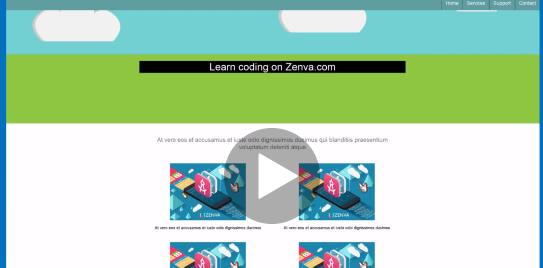 Home Services Support Contact
Learn coding on Zenva.com
At vero eos et accusamus et iusto odio dignissimos ducimus qui blanditiis praesentium
voluptatum deleniti atque
ZENVA ZENVA
At vero eos et accusamus et iusto odio dignissimos ducimus At vero eos et accusamus et iusto odio dignissimos ducimus